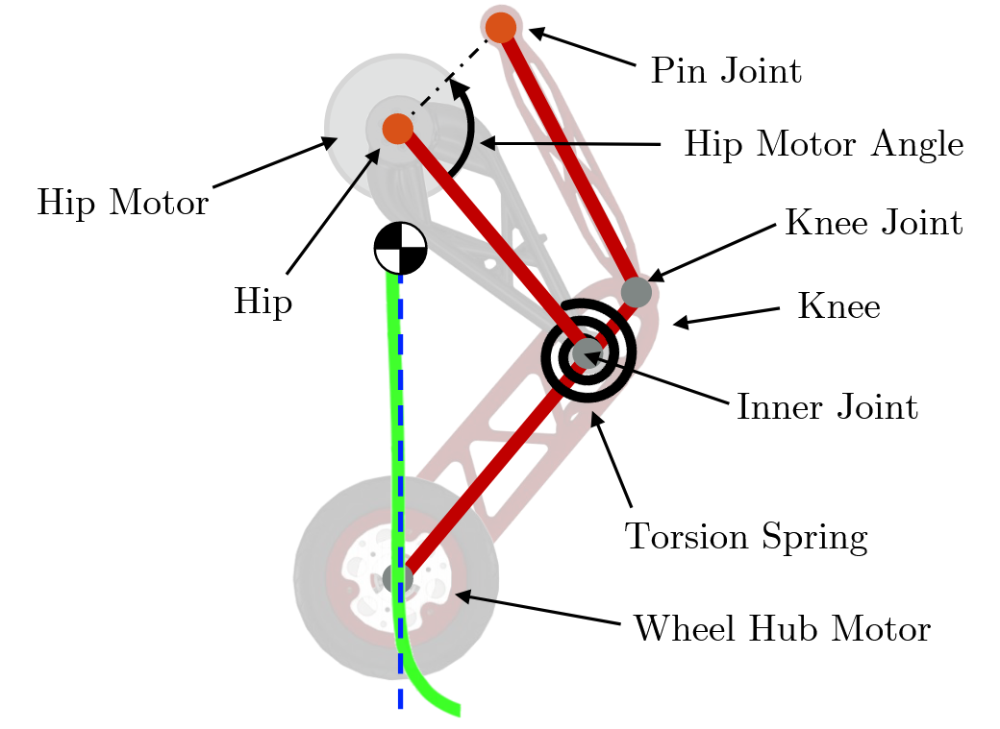 Pin Joint
Hip Motor Angle
Hip Motor
Knee Joint
Hip
Knee
Inner Joint
Torsion Spring
Wheel Hub Motor